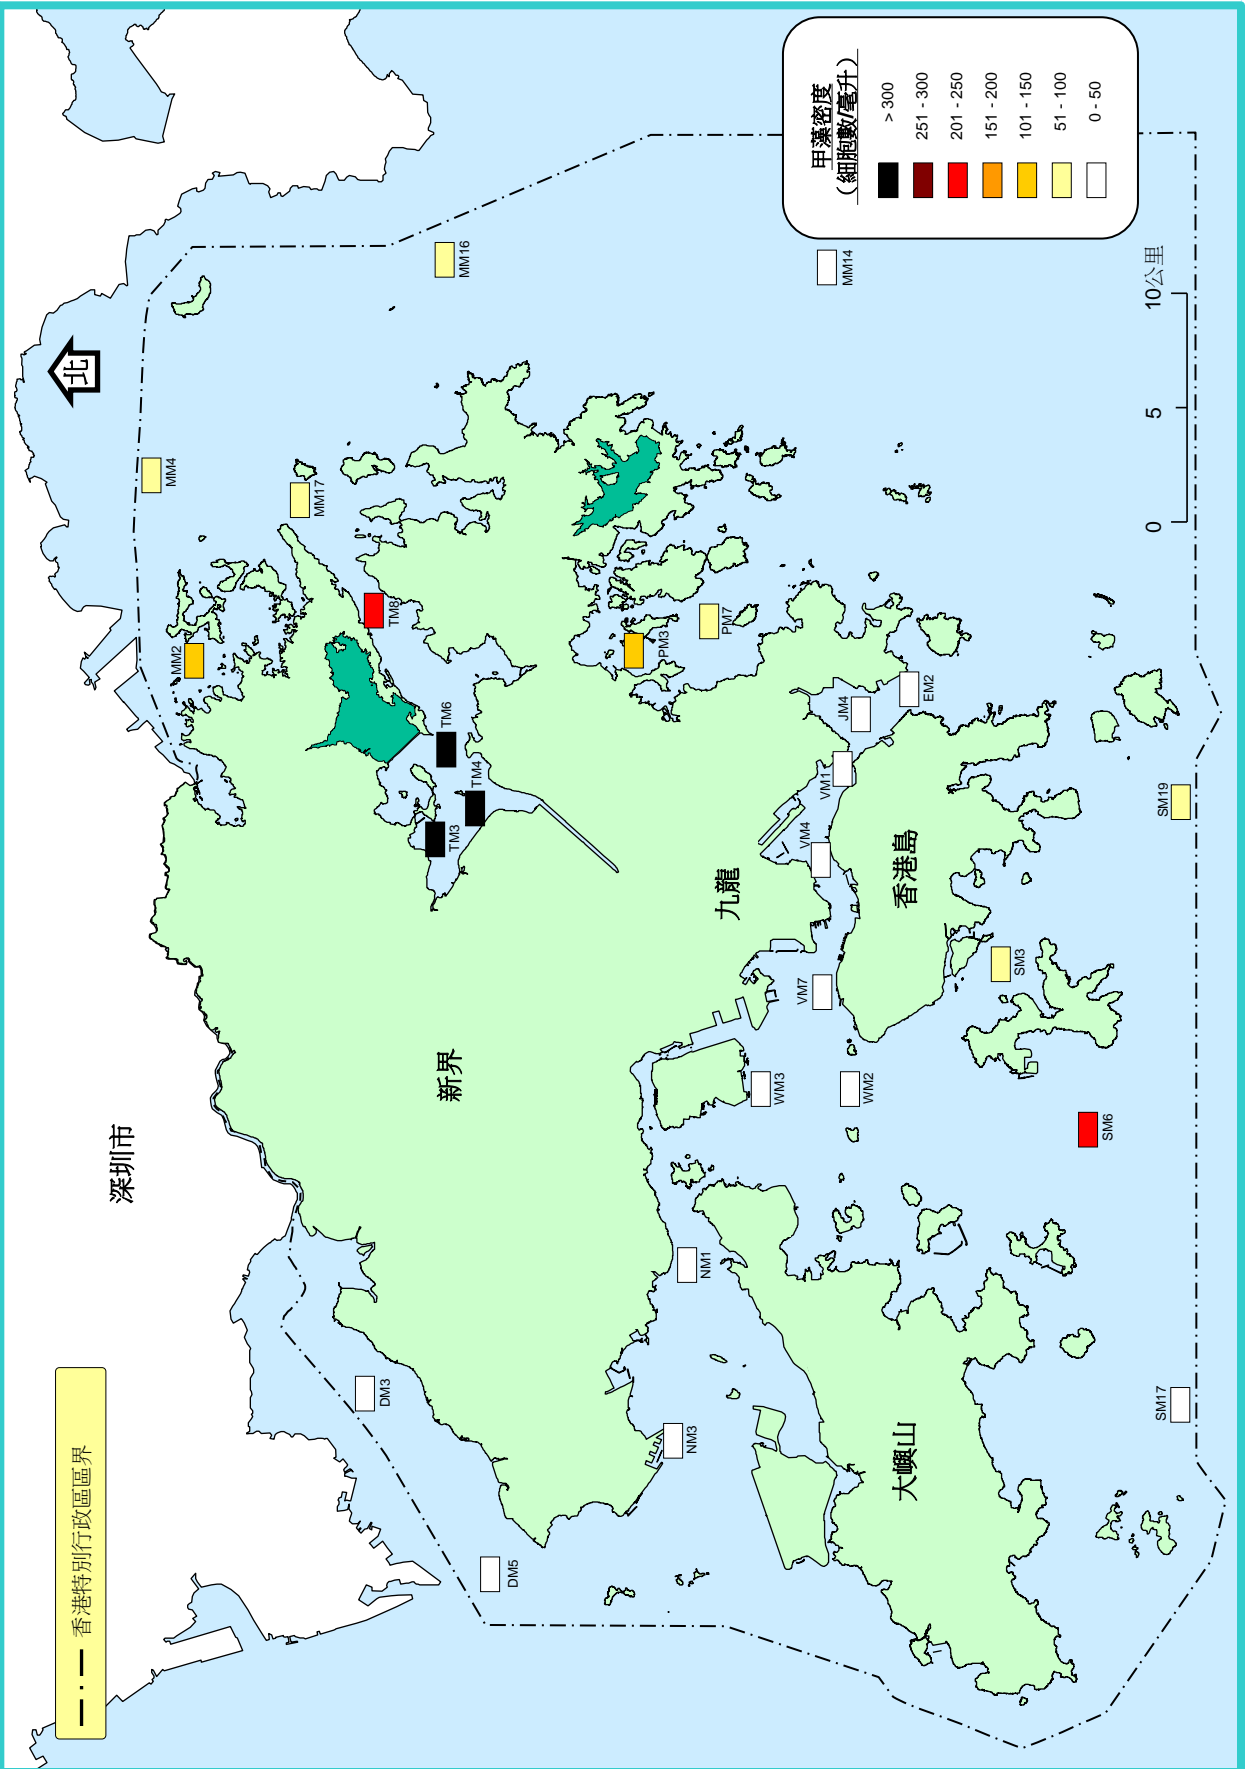 香港特別行政區區界
深圳市
北
甲藻密度
(細胞數/毫升)
> 300
251 - 300
201 - 250
151 - 200
101 - 150
51 - 100
0 - 50
新界
九龍
香港島
大嶼山
MM2
MM4
MM17
MM16
MM14
TM8
TM6
TM4
TM3
PM3
PM7
JM4
EM2
VM11
VM4
VM7
WM3
WM2
SM3
SM19
SM6
SM17
NM1
NM3
DM3
DM5
0
5
10公里